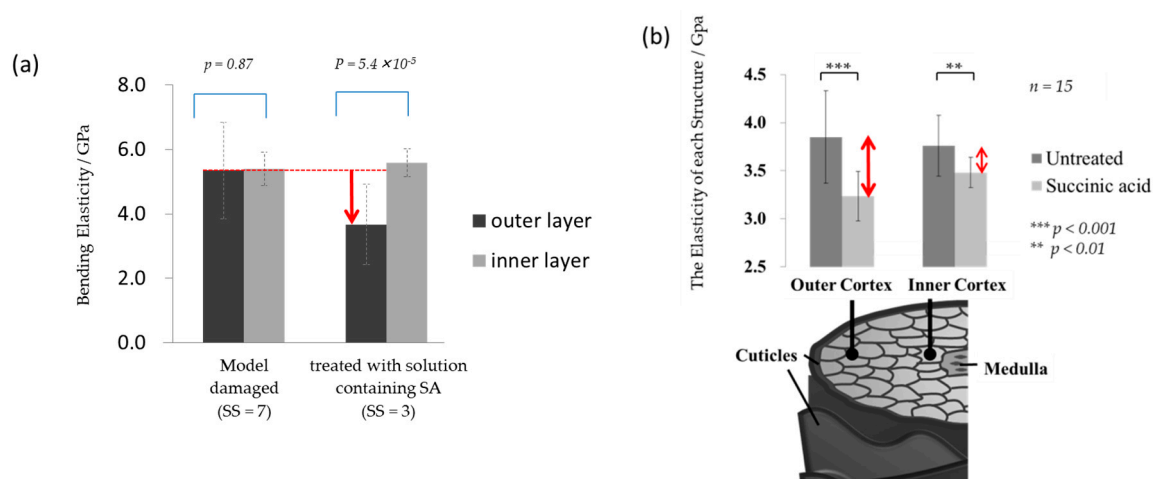 (a)
p = 0.87
P = 5.4 ×10-5
Bending Elasticity / GPa
8.0
6.0
4.0
2.0
0.0
Model
damaged
(SS = 7)
treated with solution
containing SA
(SS = 3)
outer layer
inner layer
(b)
The Elasticity of each Structure / Gpa
4.5
4.0
3.5
3.0
2.5
***
**
n = 15
Untreated
Succinic acid
*** p < 0.001
** p < 0.01
Outer Cortex
Inner Cortex
Cuticles
Medulla